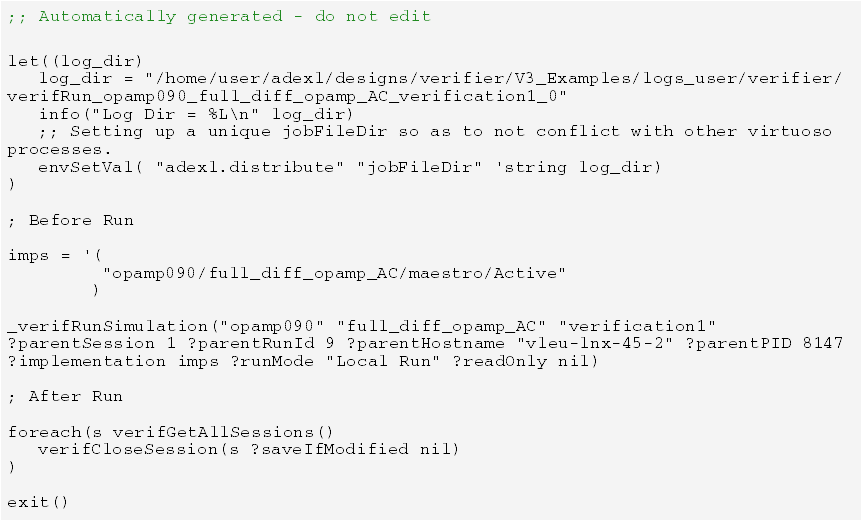 ;; Automatically generated - do not edit
let((log_dir)
log_dir = "/home/user/adexl/designs/verifier/V3_Examples/logs_user/verifier/
verifRun_opamp090_full_diff_opamp_AC_verification1_0"
info("Log Dir = %L\n" log_dir)
;; Setting up a unique jobFileDir so as to not conflict with other virtuoso
processes.
envSetVal( "adexl.distribute" "jobFileDir" 'string log_dir)
)
; Before Run
imps = '(
"opamp090/full_diff_opamp_AC/maestro/Active"
)
_verifRunSimulation("opamp090" "full_diff_opamp_AC" "verification1"
?parentSession 1 ?parentRunId 9 ?parentHostname "vleu-lnx-45-2" ?parentPID 8147
?implementation imps ?runMode "Local Run" ?readOnly nil)
; After Run
foreach(s verifGetAllSessions()
verifCloseSession(s ?saveIfModified nil)
)
exit()